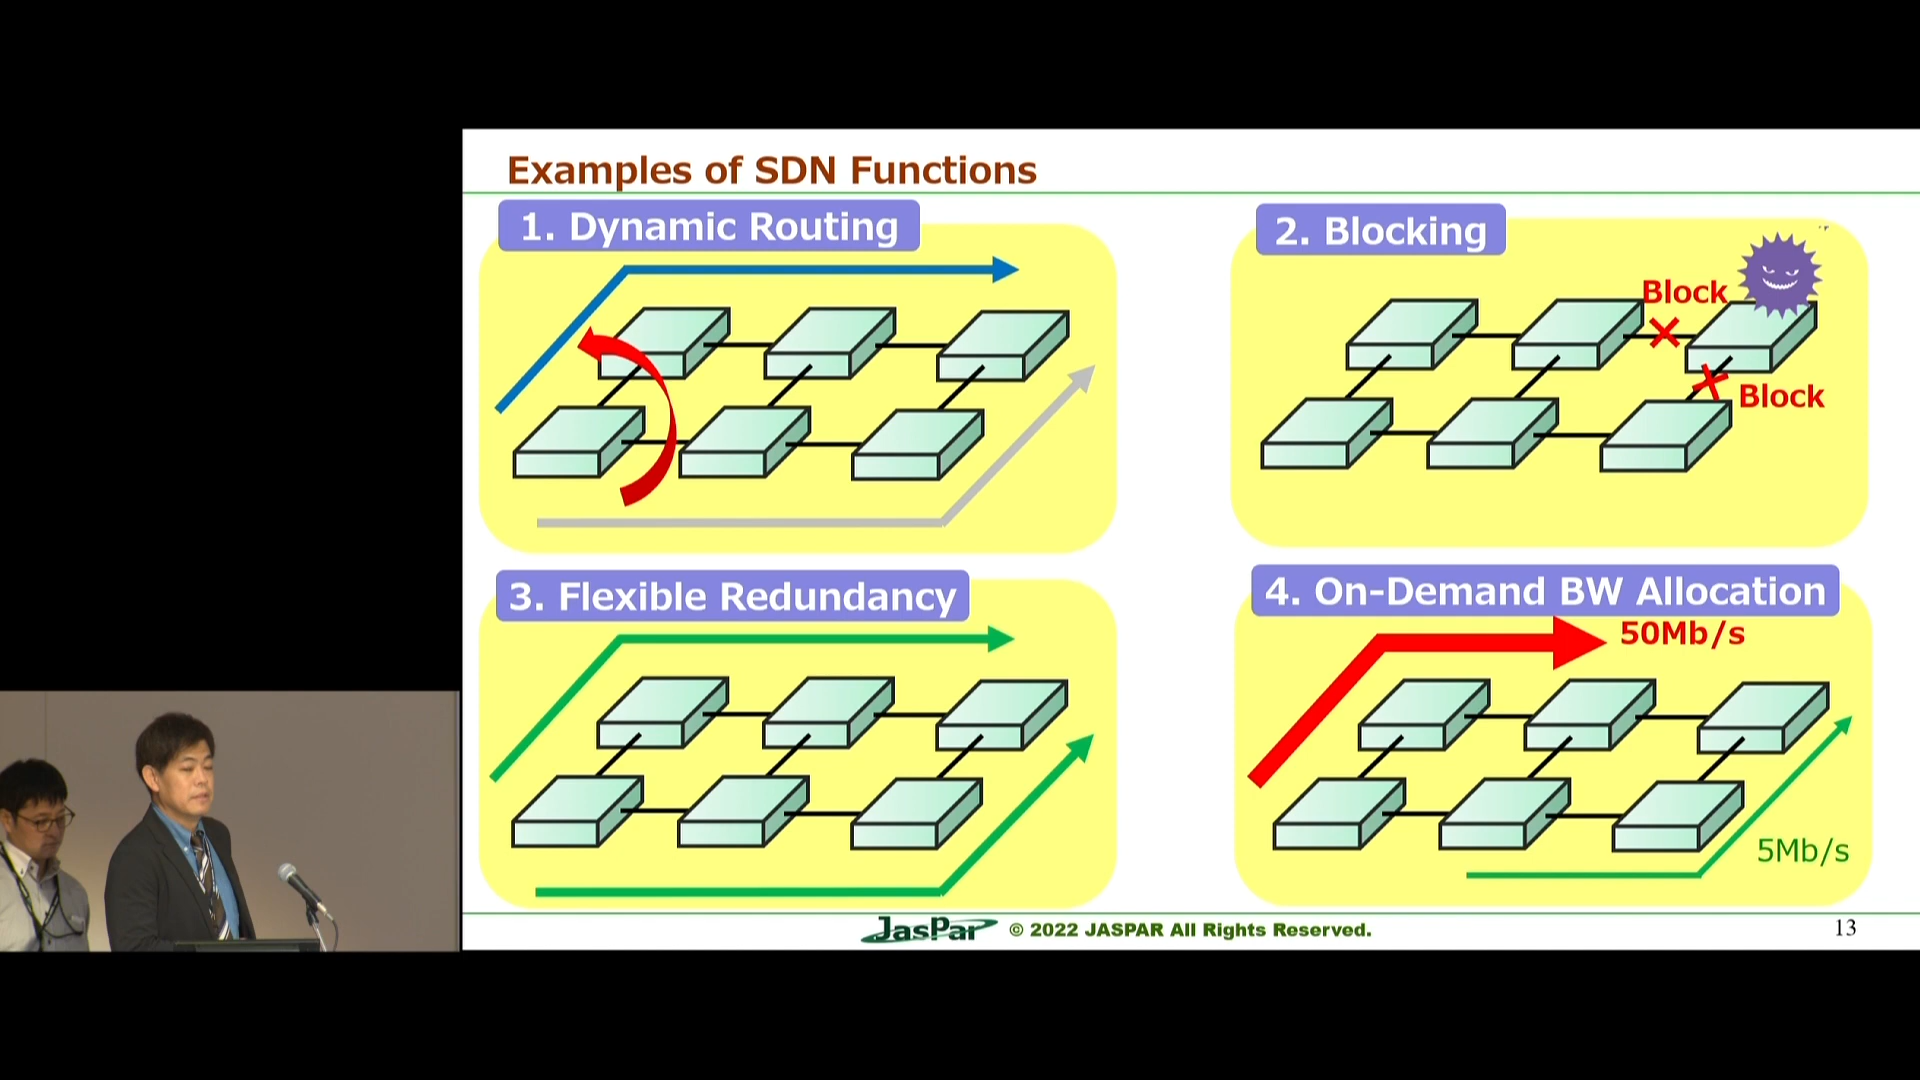 Examples of SDN Functions
1. Dynamic Routing
2. Blocking
Block
Block
3. Flexible Redundancy
4. On-Demand BW Allocation
50Mb/s
5Mb/s
JasPar © 2022 JASPAR All Rights Reserved. 13